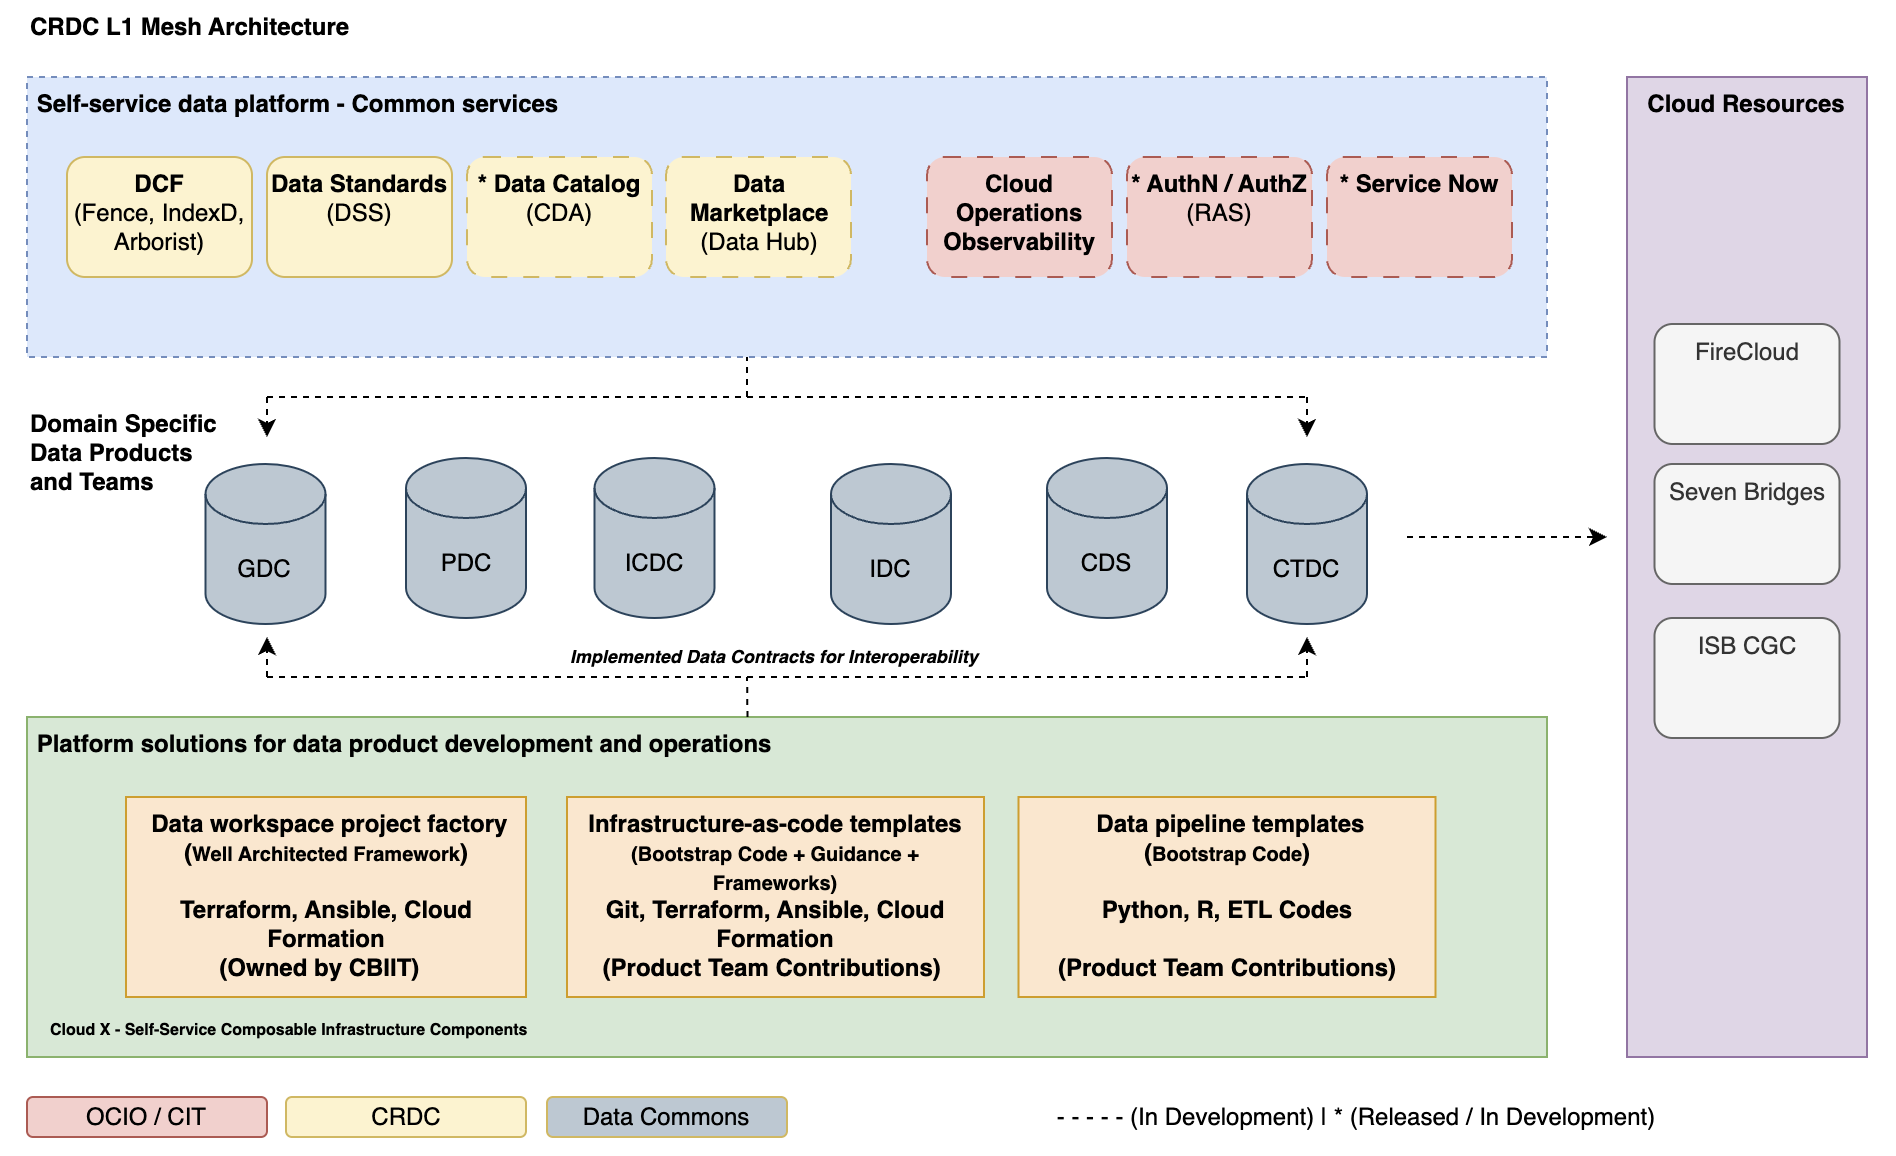 CRDC L1 Mesh Architecture
Self-service data platform - Common services
DCF
(Fence, IndexD,
Arborist)
Data Standards
(DSS)
* Data Catalog
(CDA)
Data
Marketplace
(Data Hub)
Cloud
Operations
Observability
* AuthN / AuthZ
(RAS)
* Service Now
Cloud Resources
FireCloud
Seven Bridges
ISB CGC
Domain Specific
Data Products
and Teams
GDC
PDC
ICDC
IDC
CDS
CTDC
Implemented Data Contracts for Interoperability
Platform solutions for data product development and operations
Data workspace project factory
(Well Architected Framework)
Terraform, Ansible, Cloud
Formation
(Owned by CBIIT)
Infrastructure-as-code templates
(Bootstrap Code + Guidance +
Frameworks)
Git, Terraform, Ansible, Cloud
Formation
(Product Team Contributions)
Data pipeline templates
(Bootstrap Code)
Python, R, ETL Codes
(Product Team Contributions)
Cloud X - Self-Service Composable Infrastructure Components
OCIO / CIT
CRDC
Data Commons
- - - - - (In Development) | * (Released / In Development)